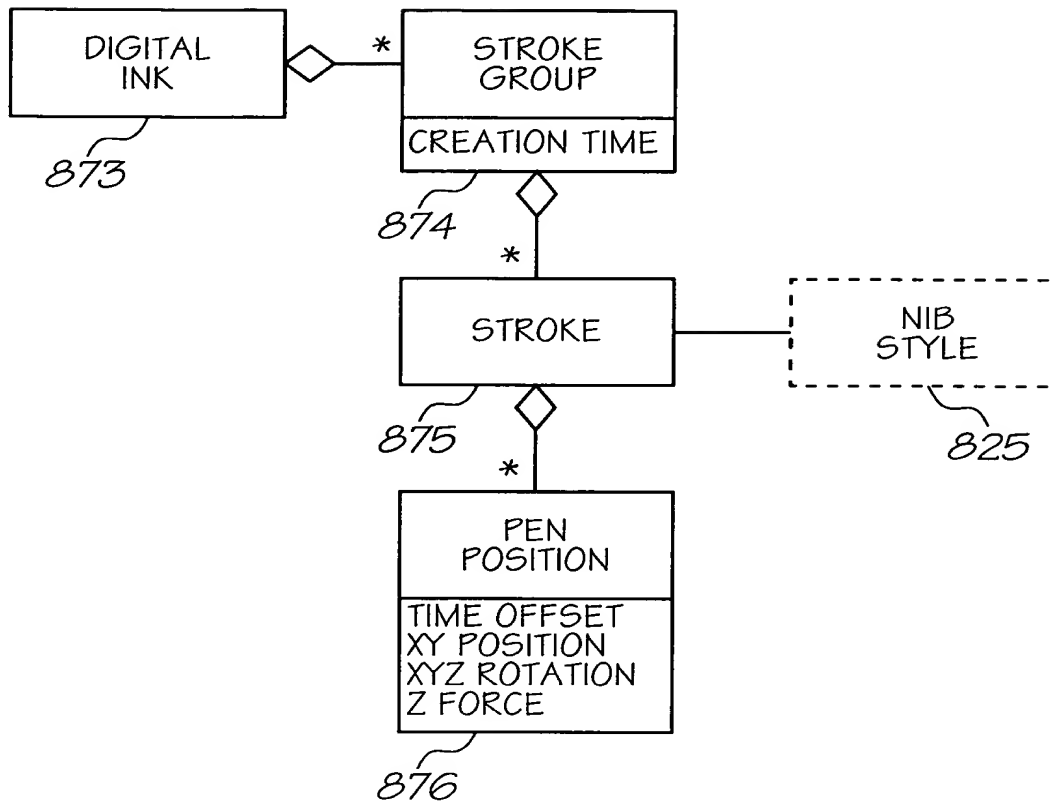 DIGITAL
INK
873
*
STROKE
GROUP
CREATION TIME
874
*
STROKE
875
NIB
STYLE
825
*
PEN
POSITION
TIME OFFSET
XY POSITION
XYZ ROTATION
Z FORCE
876